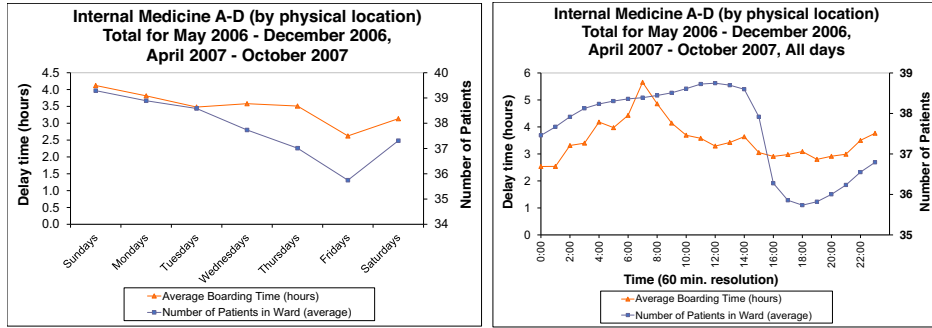 Internal Medicine A-D (by physical location)
Total for May 2006 - December 2006,
April 2007 - October 2007
Delay time (hours)
4.5
4.0
3.5
3.0
2.5
2.0
1.5
1.0
0.5
0.0
40
39
38
37
36
35
34
Number of Patients
Sundays
Mondays
Tuesdays
Wednesdays
Thursdays
Fridays
Saturdays
Average Boarding Time (hours)
Number of Patients in Ward (average)
Internal Medicine A-D (by physical location)
Total for May 2006 - December 2006,
April 2007 - October 2007, All days
Delay time (hours)
6
5
4
3
2
1
0
39
38
37
36
35
Number of Patients
0:00
2:00
4:00
6:00
8:00
10:00
12:00
14:00
16:00
18:00
20:00
22:00
Time (60 min. resolution)
Average Boarding Time (hours)
Number of Patients in Ward (average)